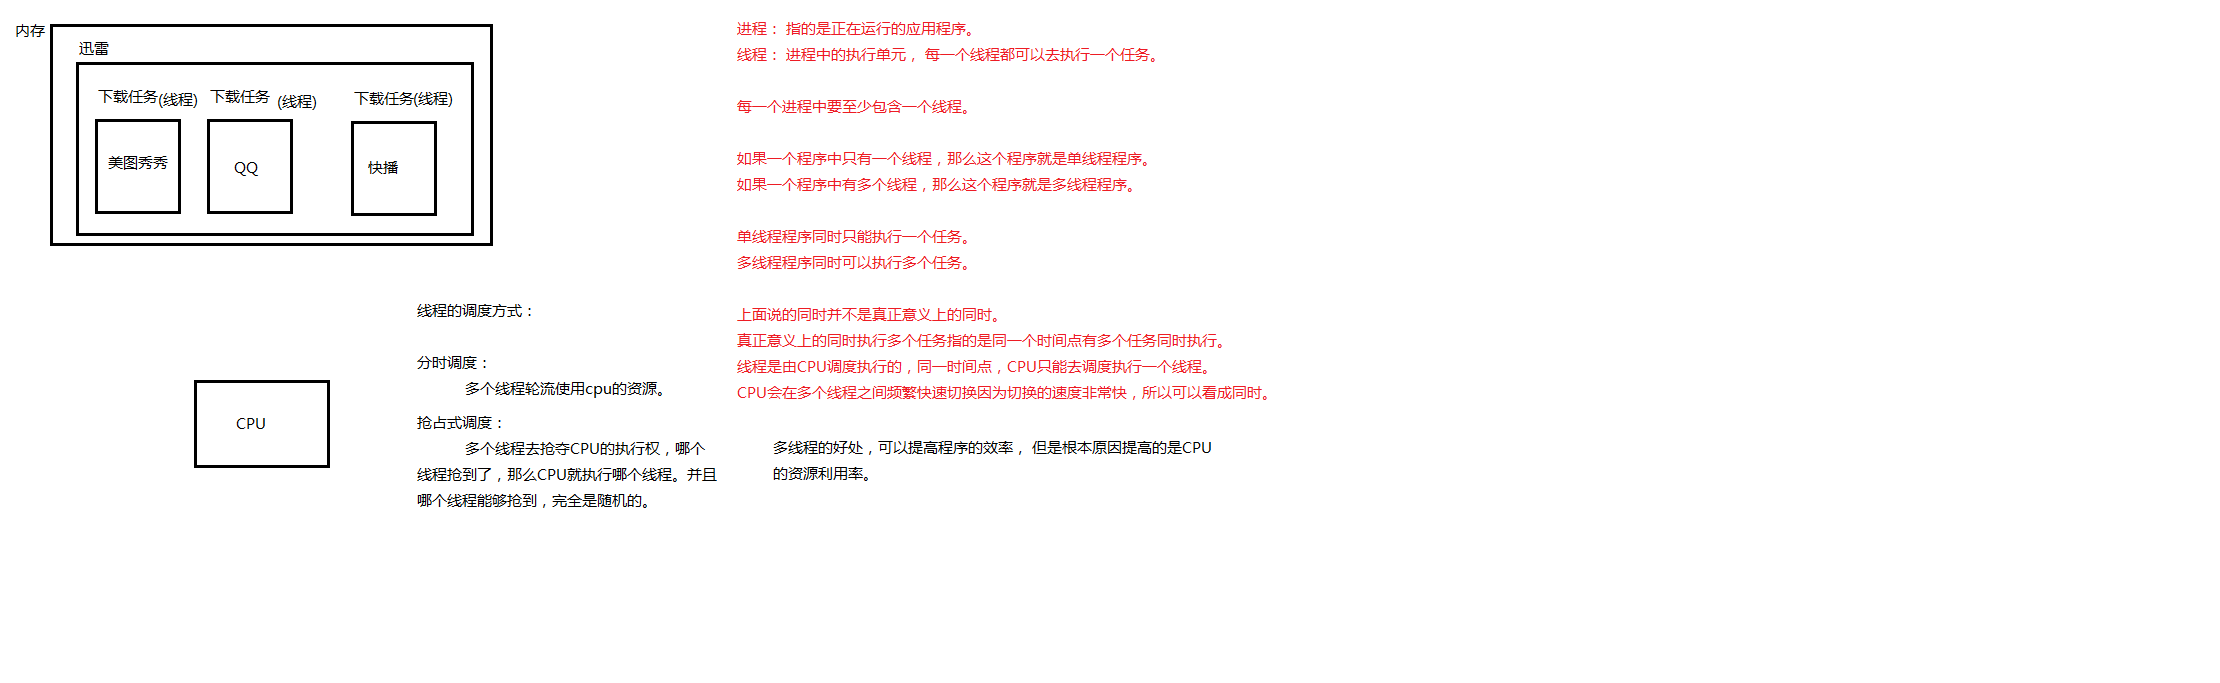 内存
迅雷
下载任务(线程)
下载任务 (线程)
下载任务(线程)
美图秀秀
QQ
快播
进程： 指的是正在运行的应用程序。
线程： 进程中的执行单元， 每一个线程都可以去执行一个任务。
每一个进程中要至少包含一个线程。
如果一个程序中只有一个线程，那么这个程序就是单线程程序。
如果一个程序中有多个线程，那么这个程序就是多线程程序。
单线程程序同时只能执行一个任务。
多线程程序同时可以执行多个任务。
上面说的同时并不是真正意义上的同时。
真正意义上的同时执行多个任务指的是同一个时间点有多个任务同时执行。
线程是由CPU调度执行的，同一时间点，CPU只能去调度执行一个线程。
CPU会在多个线程之间频繁快速切换因为切换的速度非常快，所以可以看成同时。
CPU
线程的调度方式：
分时调度：
多个线程轮流使用cpu的资源。
抢占式调度：
多个线程去抢夺CPU的执行权，哪个
线程抢到了，那么CPU就执行哪个线程。并且
哪个线程能够抢到，完全是随机的。
多线程的好处，可以提高程序的效率， 但是根本原因提高的是CPU
的资源利用率。